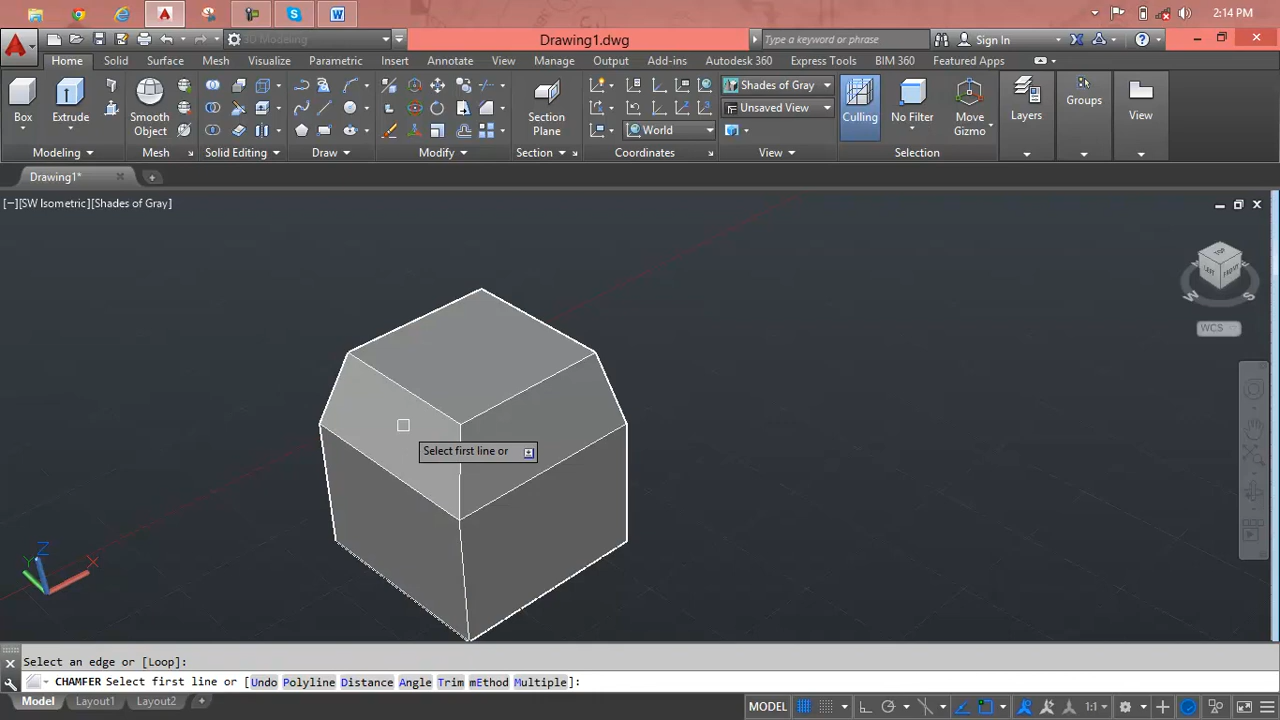 2:14 PM
3D Modeling
Drawing1.dwg
Type a keyword or phrase
Sign In
Home Solid Surface Mesh Visualize Parametric Insert Annotate View Manage Output Add-ins Autodesk 360 Express Tools BIM 360 Featured Apps
Box
Extrude
Smooth Object
Section Plane
Shades of Gray
Unsaved View
World
Culling
No Filter
Move Gizmo
Layers
Groups
View
Modeling
Mesh
Solid Editing
Draw
Modify
Section
Coordinates
View
Selection
Drawing1*
[−][SW Isometric][Shades of Gray]
TOP
LEFT
FRONT
W
S
WCS
Select first line or
Z
Y
X
Select an edge or [Loop]:
CHAMFER Select first line or [Undo Polyline Distance Angle Trim mEthod Multiple]:
Model Layout1 Layout2
MODEL
1:1